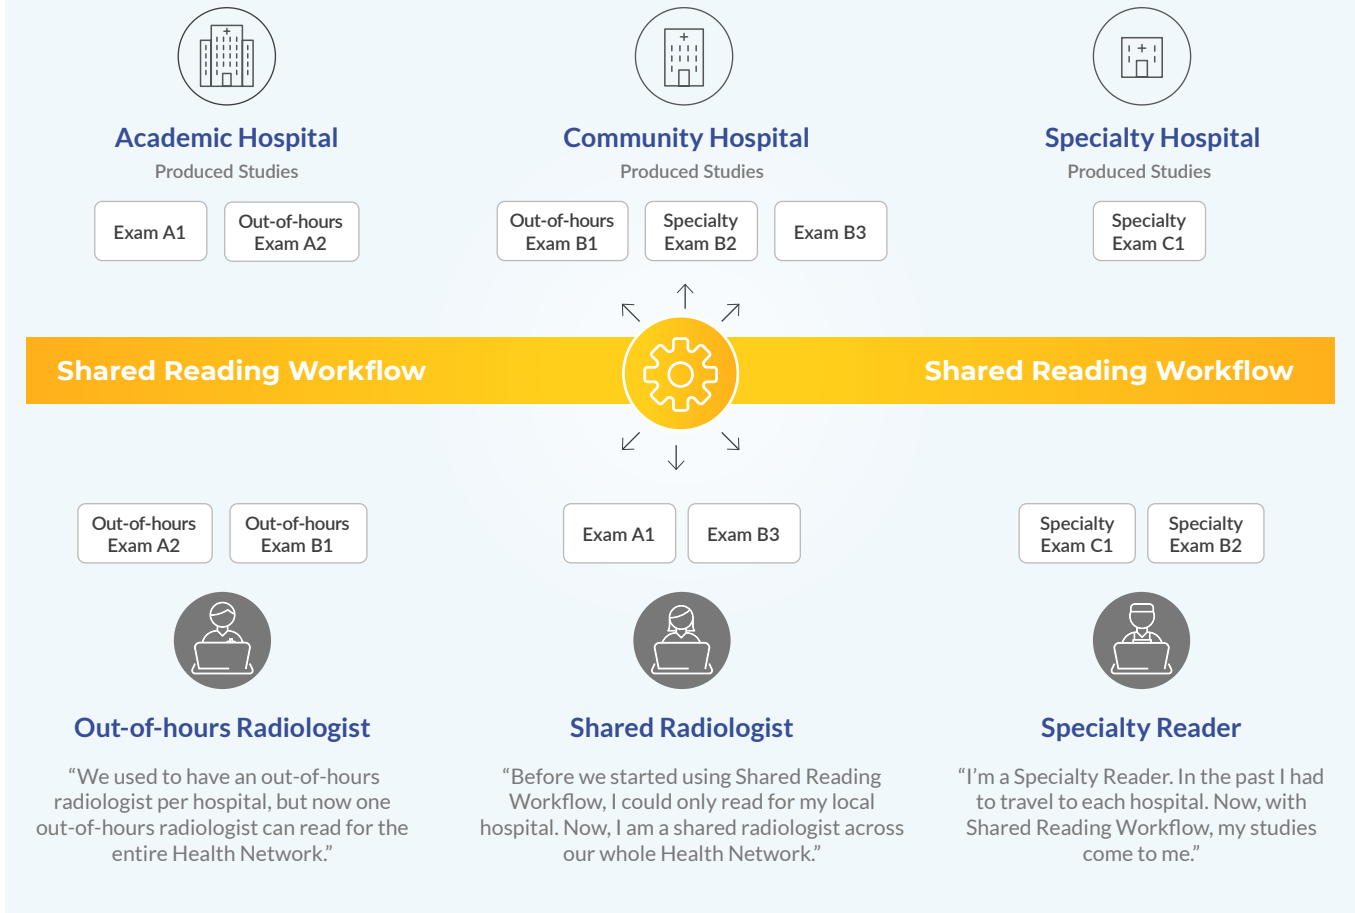 Academic Hospital
Produced Studies
Exam A1
Out-of-hours
Exam A2
Community Hospital
Produced Studies
Out-of-hours
Exam B1
Specialty
Exam B2
Exam B3
Specialty Hospital
Produced Studies
Specialty
Exam C1
Shared Reading Workflow
Shared Reading Workflow
Out-of-hours
Exam A2
Out-of-hours
Exam B1
Out-of-hours Radiologist
“We used to have an out-of-hours
radiologist per hospital, but now one
out-of-hours radiologist can read for the
entire Health Network.”
Exam A1
Exam B3
Shared Radiologist
“Before we started using Shared Reading
Workflow, I could only read for my local
hospital. Now, I am a shared radiologist across
our whole Health Network.”
Specialty
Exam C1
Specialty
Exam B2
Specialty Reader
“I’m a Specialty Reader. In the past I had
to travel to each hospital. Now, with
Shared Reading Workflow, my studies
come to me.”